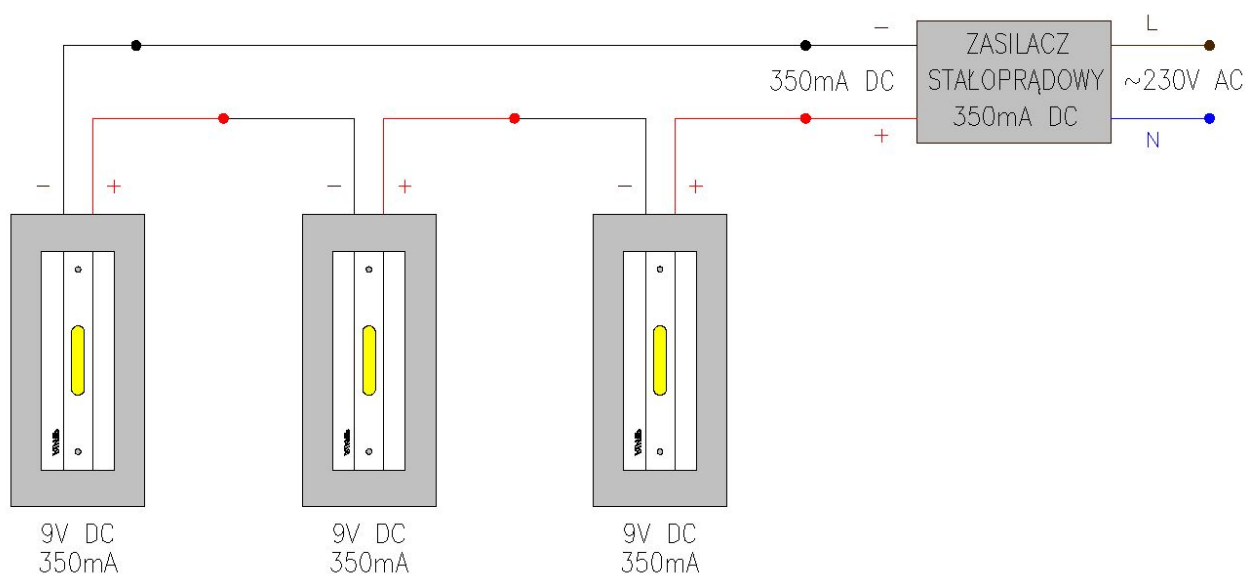 − L
ZASILACZ
350mA DC STAŁOPRĄDOWY ~230V AC
350mA DC
+ N
− + − + − +
9V DC 9V DC 9V DC
350mA 350mA 350mA